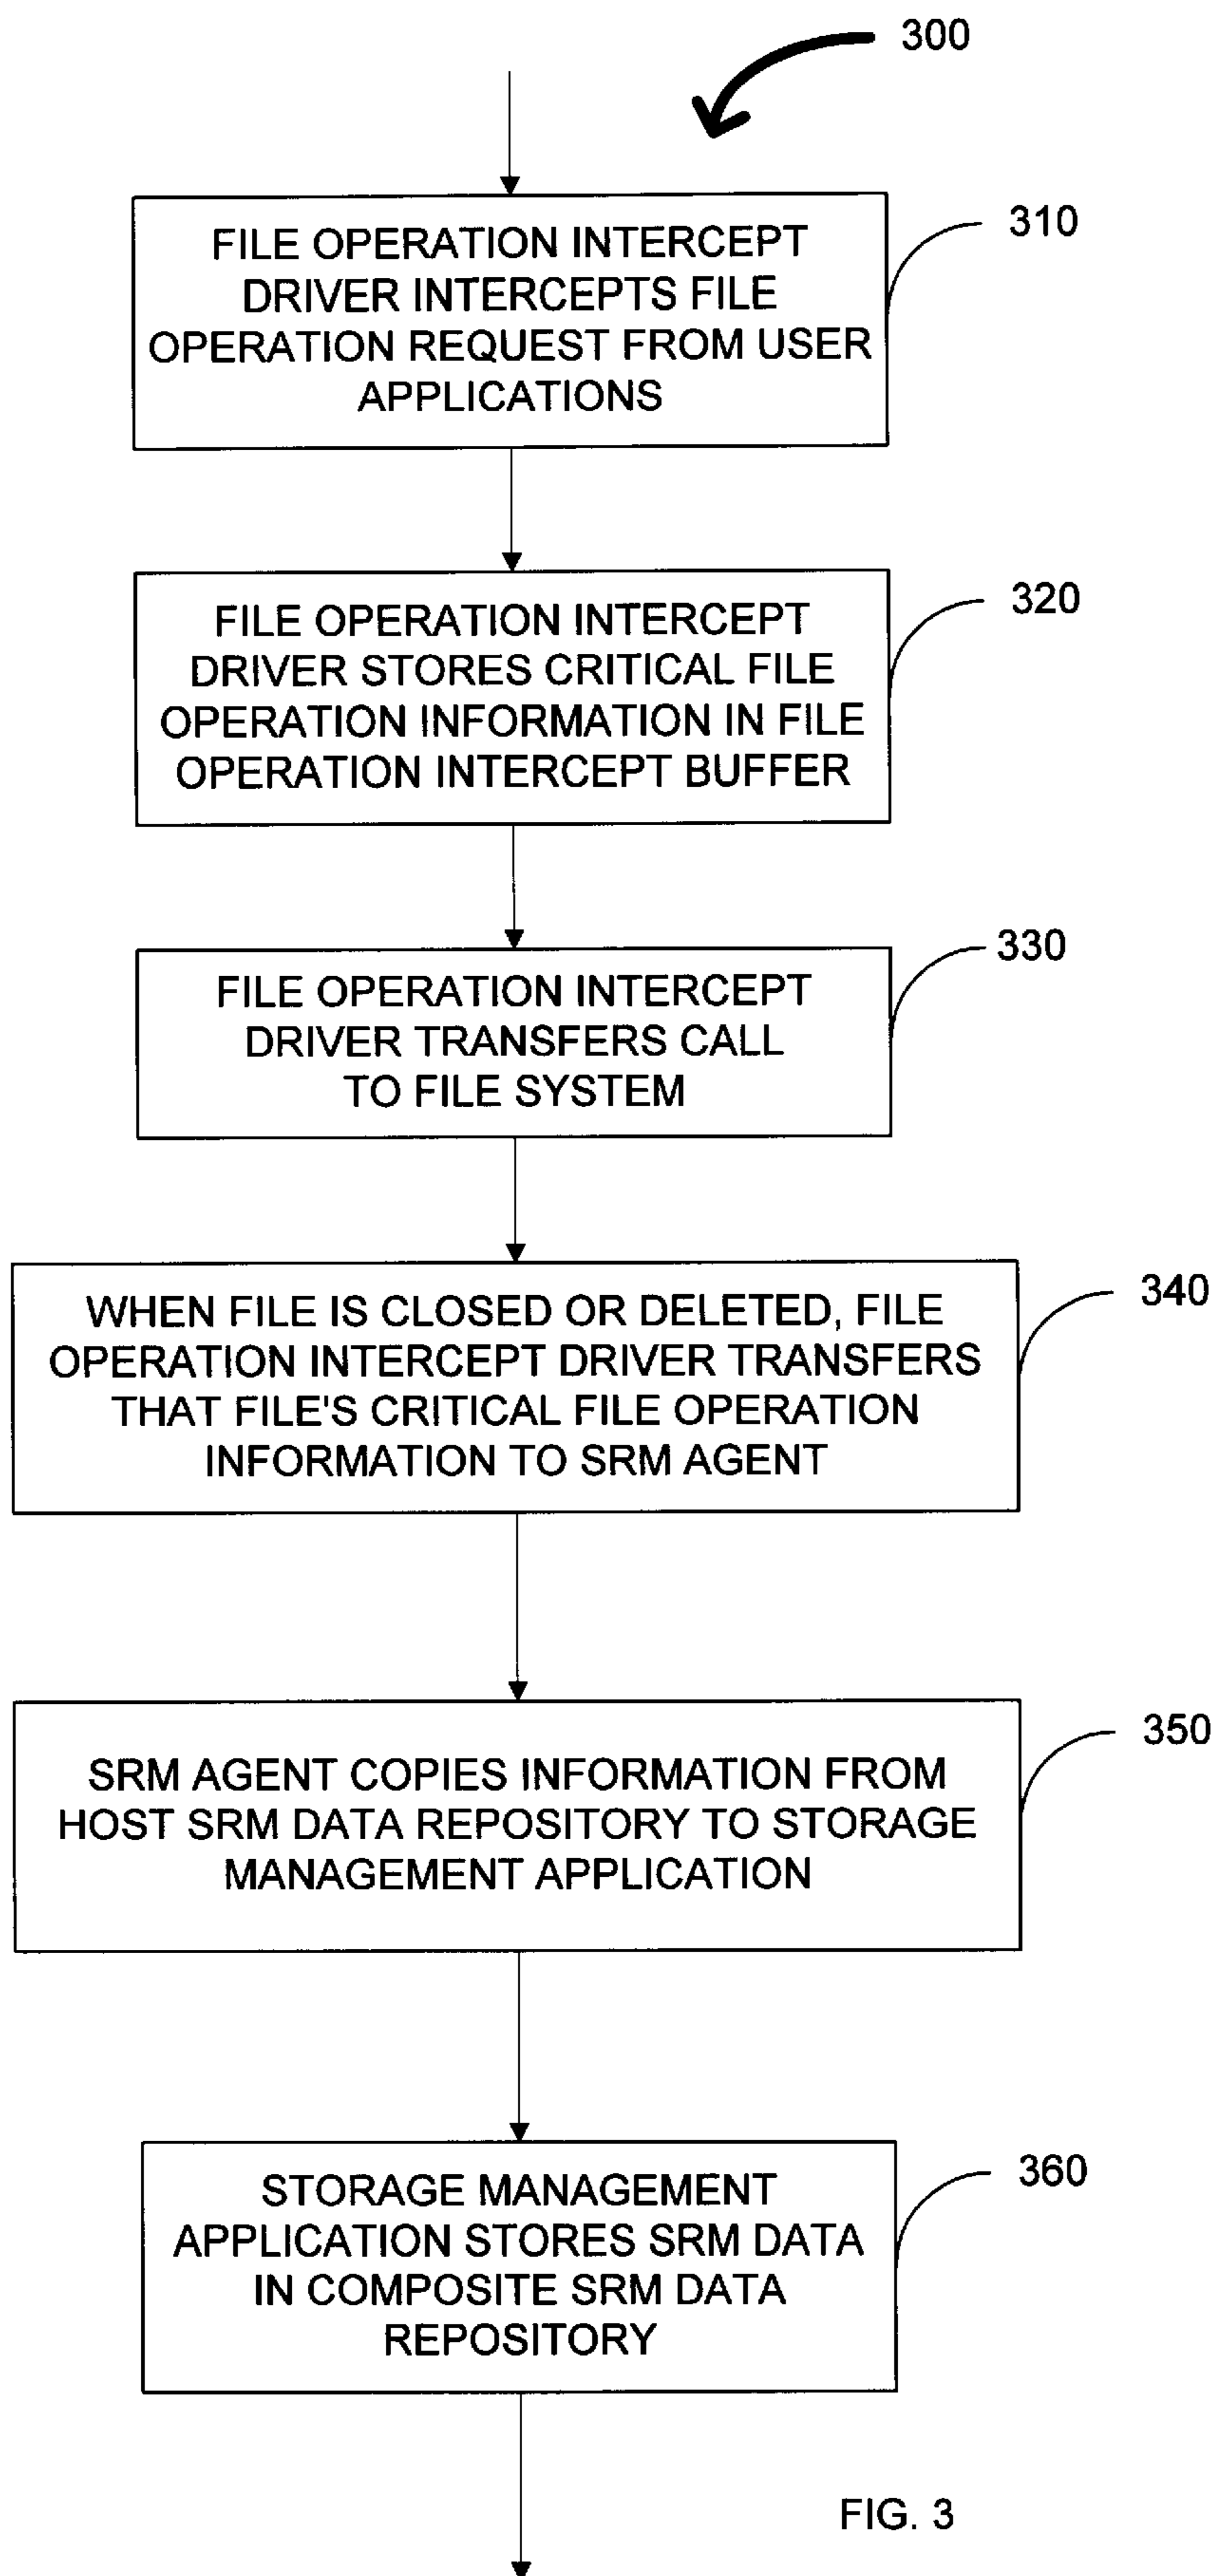 300
310
FILE OPERATION INTERCEPT
DRIVER INTERCEPTS FILE
OPERATION REQUEST FROM USER
APPLICATIONS
320
FILE OPERATION INTERCEPT
DRIVER STORES CRITICAL FILE
OPERATION INFORMATION IN FILE
OPERATION INTERCEPT BUFFER
330
FILE OPERATION INTERCEPT
DRIVER TRANSFERS CALL
TO FILE SYSTEM
340
WHEN FILE IS CLOSED OR DELETED, FILE
OPERATION INTERCEPT DRIVER TRANSFERS
THAT FILE'S CRITICAL FILE OPERATION
INFORMATION TO SRM AGENT
350
SRM AGENT COPIES INFORMATION FROM
HOST SRM DATA REPOSITORY TO STORAGE
MANAGEMENT APPLICATION
360
STORAGE MANAGEMENT
APPLICATION STORES SRM DATA
IN COMPOSITE SRM DATA
REPOSITORY
FIG. 3